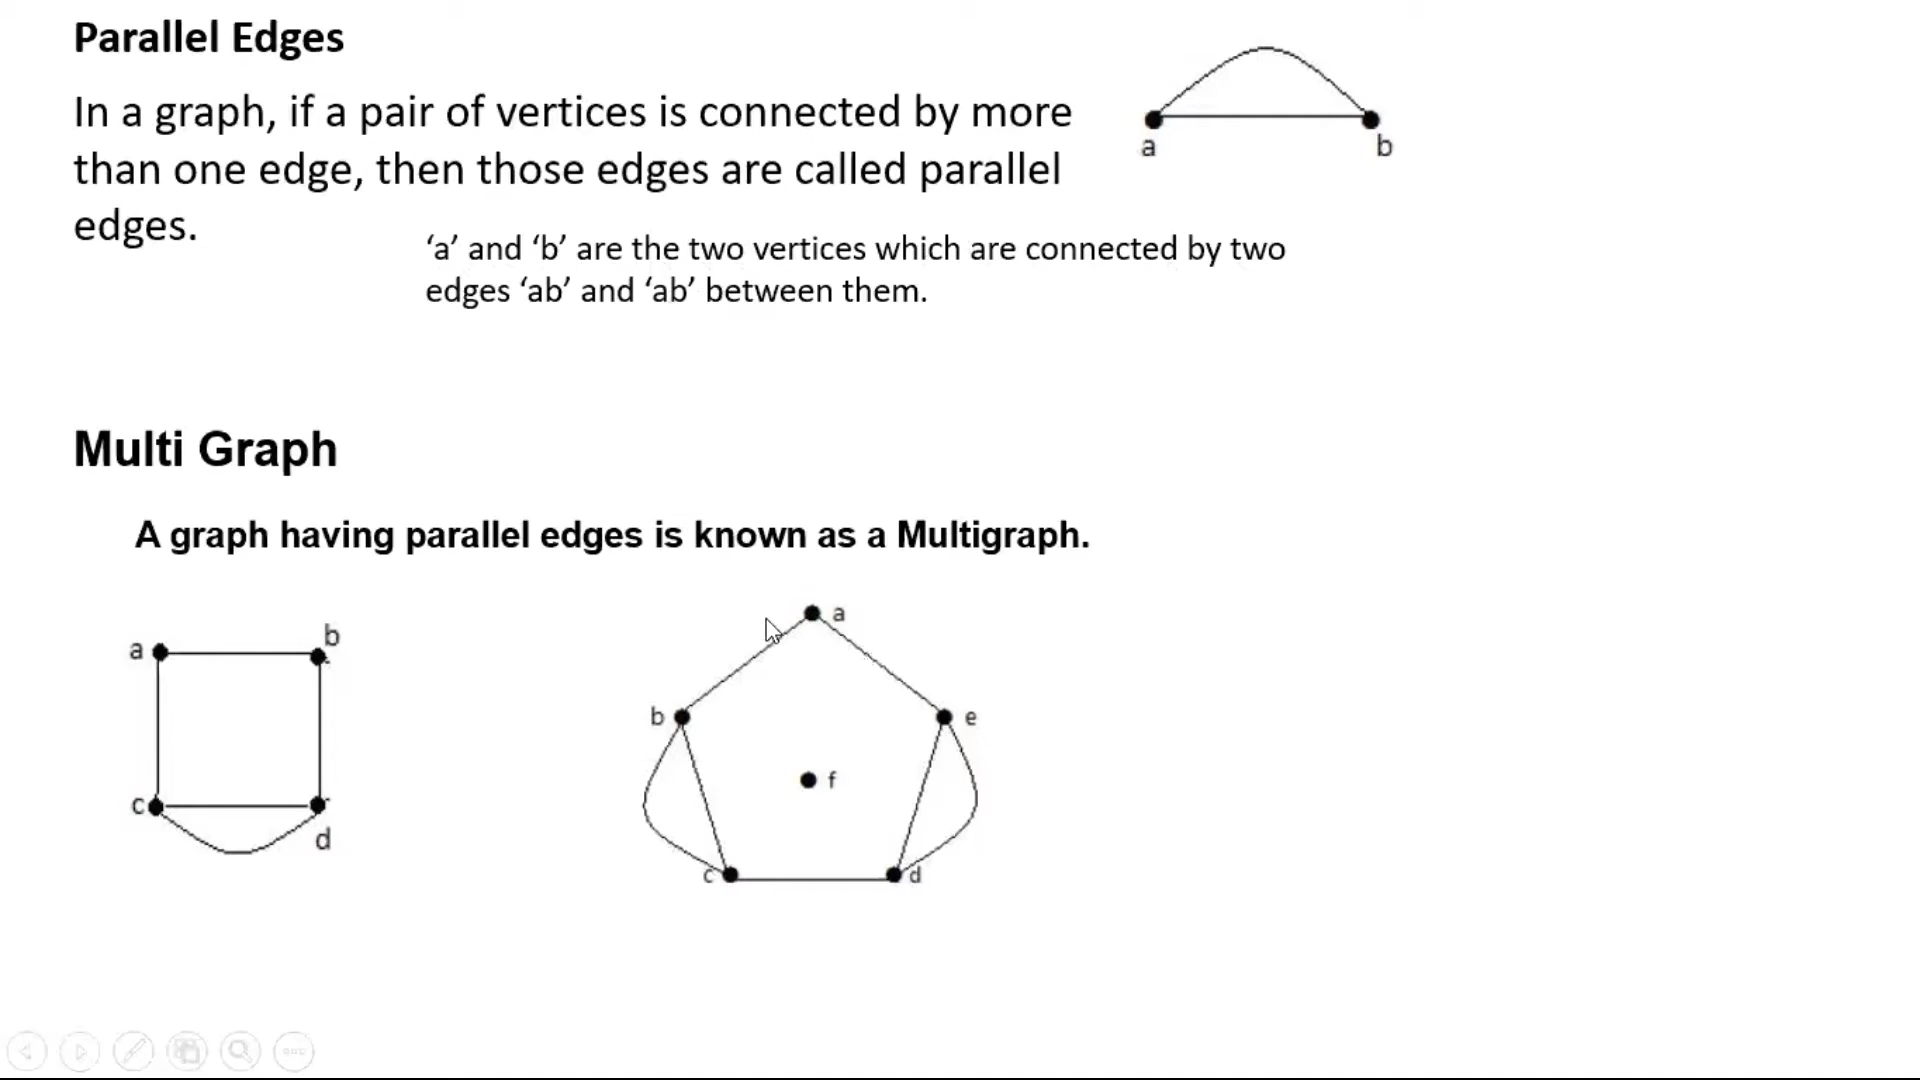 Parallel Edges
In a graph, if a pair of vertices is connected by more
than one edge, then those edges are called parallel
edges.
a
b
‘a’ and ‘b’ are the two vertices which are connected by two
edges ‘ab’ and ‘ab’ between them.
Multi Graph
A graph having parallel edges is known as a Multigraph.
a
b
c
d
a
b
e
f
c
d